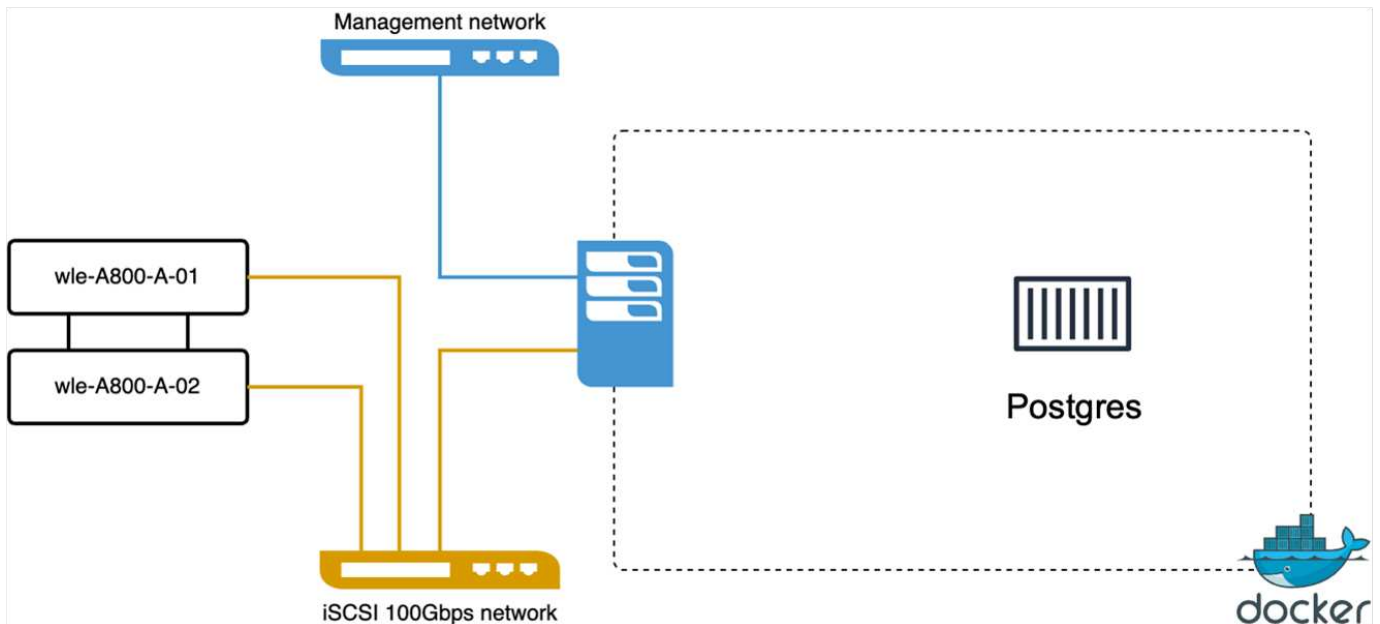 Management network
wle-A800-A-01
wle-A800-A-02
Postgres
iSCSI 100Gbps network
docker